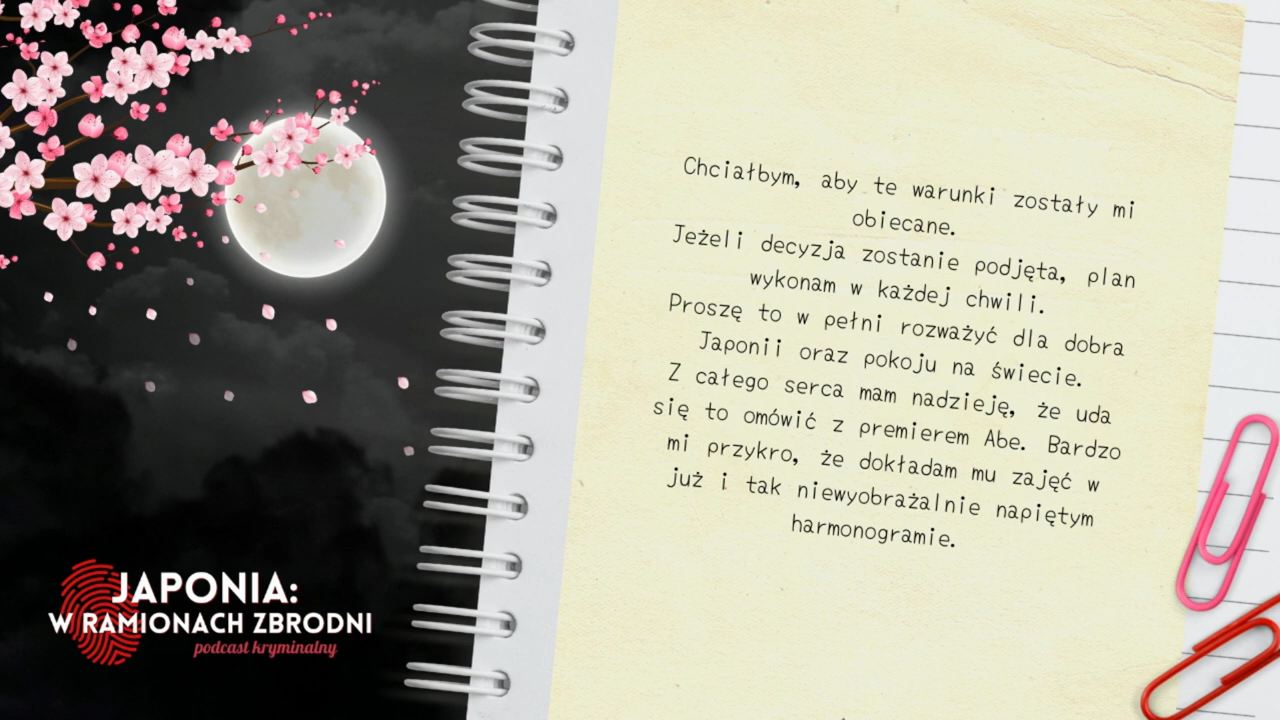 Chciałbym, aby te warunki zostały mi
obiecane.
Jeżeli decyzja zostanie podjęta, plan
wykonam w każdej chwili.
Proszę to w pełni rozważyć dla dobra
Japonii oraz pokoju na świecie.
Z całego serca mam nadzieję, że uda
się to omówić z premierem Abe. Bardzo
mi przykro, że dokładam mu zajęć w
już i tak niewyobrażalnie napiętym
harmonogramie.
JAPONIA:
W RAMIONACH ZBRODNI
podcast kryminalny